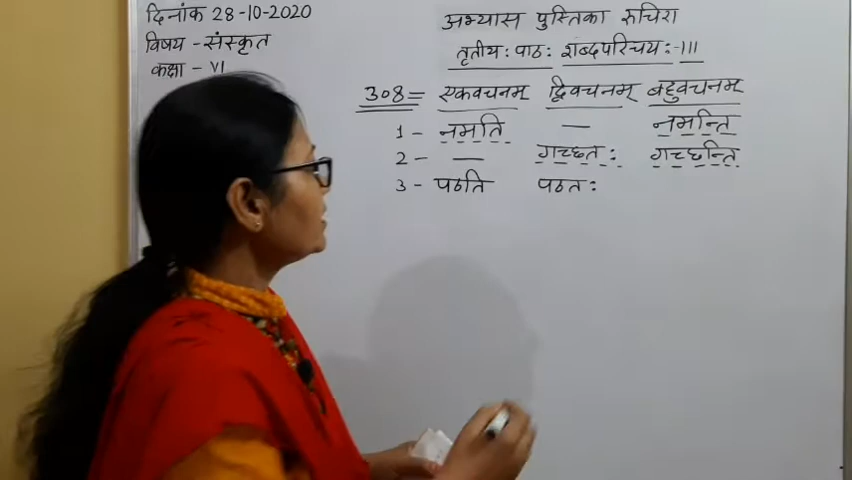 दिनांक 28-10-2020
विषय - संस्कृत
कक्षा - VI
अभ्यास पुस्तिका रुचिरा
तृतीय: पाठ: शब्दपरिचय: - III
उ०४ = एकवचनम् द्विवचनम् बहुवचनम्
1 - नमति — नमन्ति
2 - — गच्छत: गच्छन्ति
3 - पठति पठत: